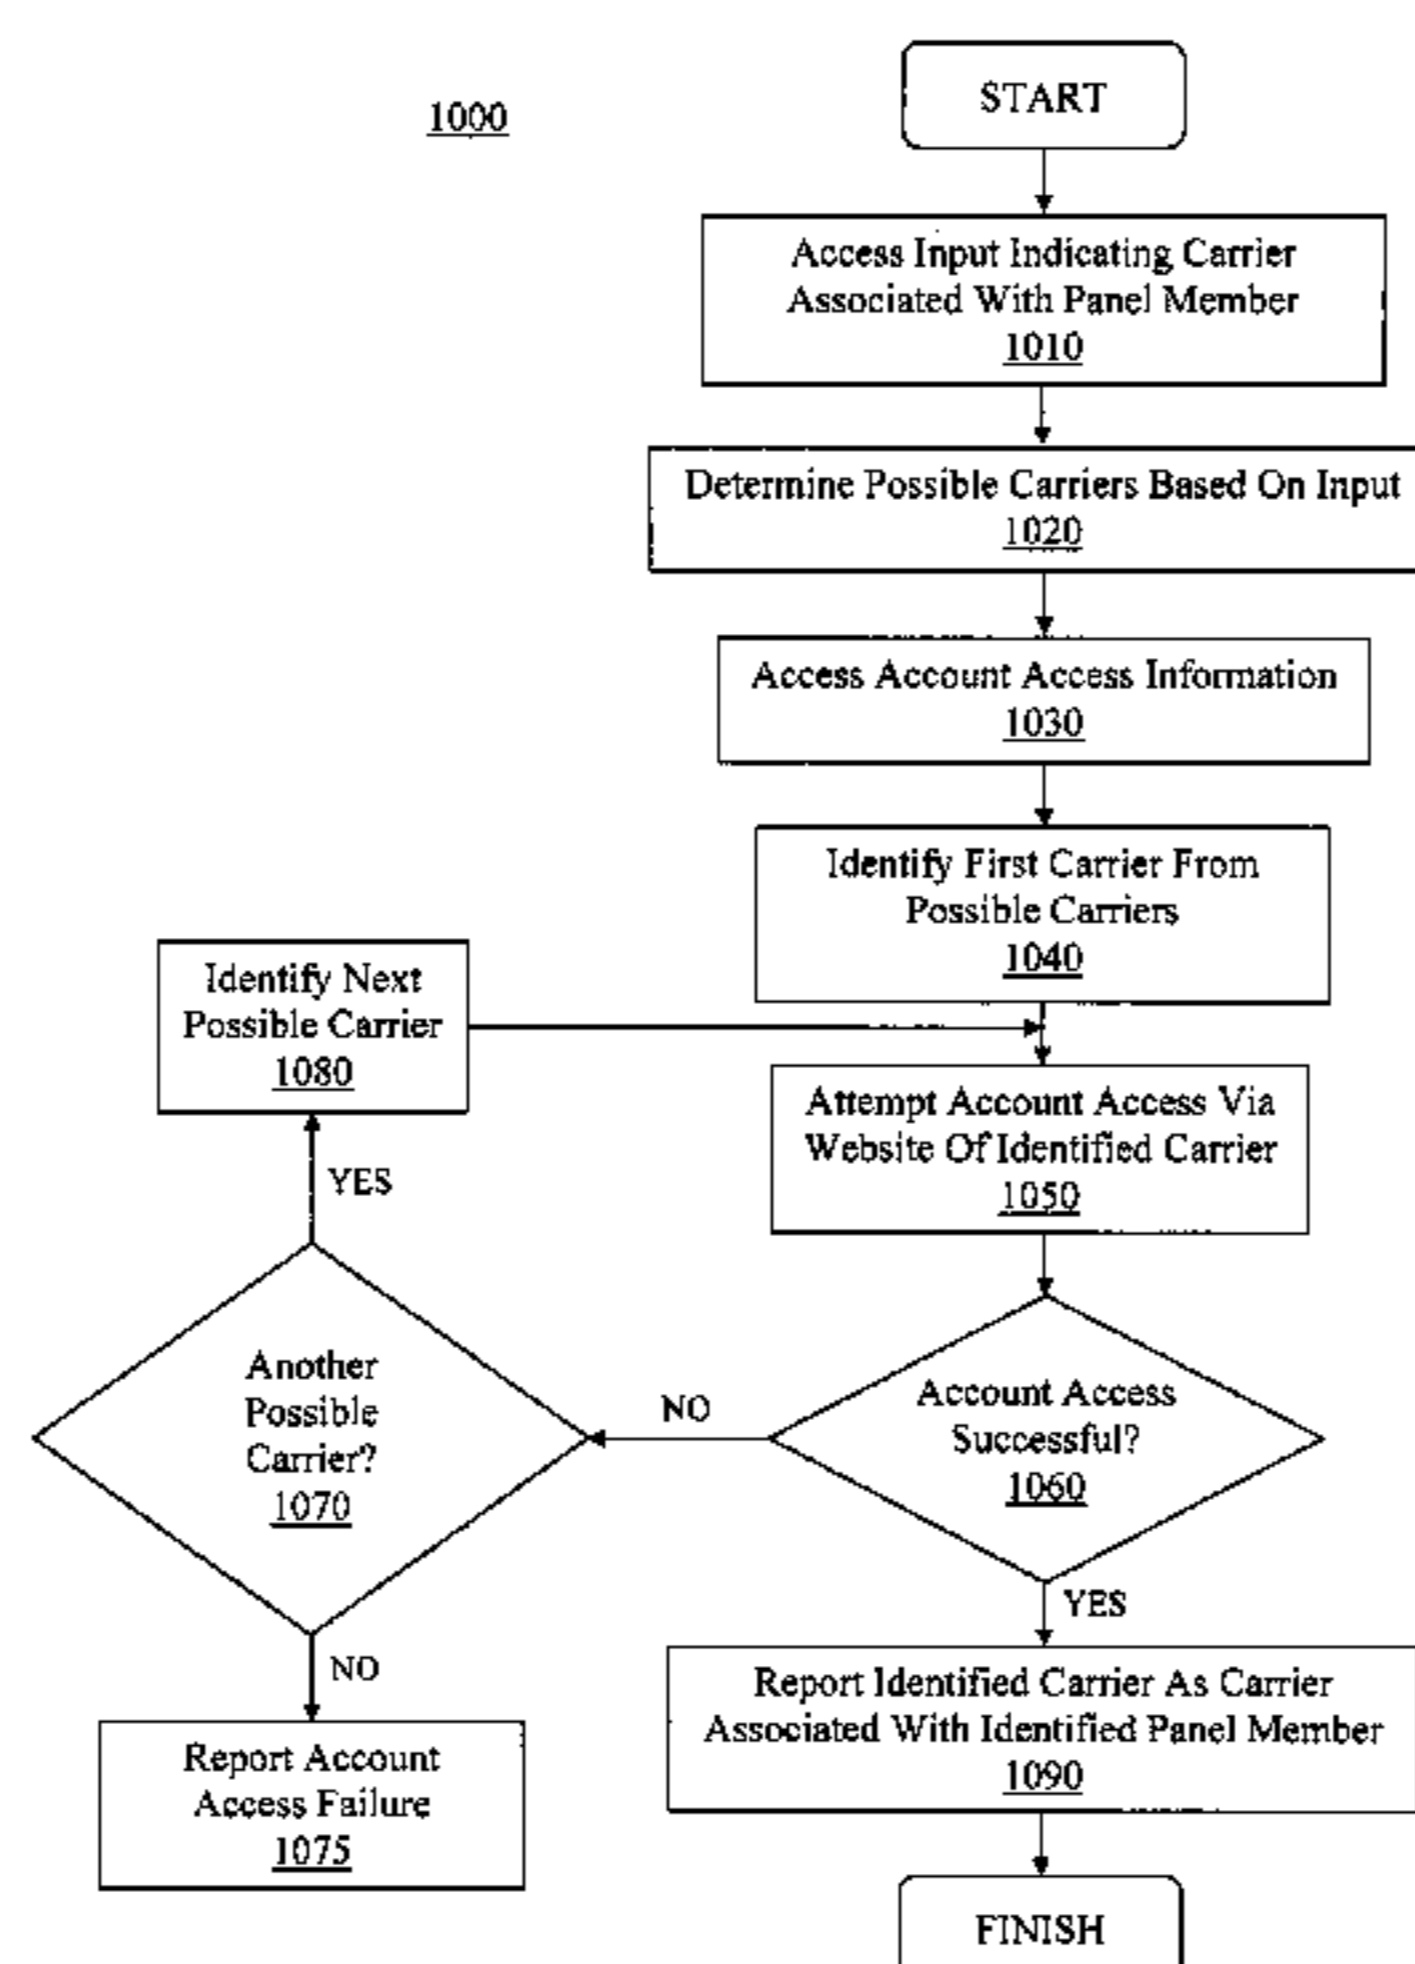 1000
START
Access Input Indicating Carrier
Associated With Panel Member
1010
Determine Possible Carriers Based On Input
1020
Access Account Access Information
1030
Identify First Carrier From
Possible Carriers
1040
Identify Next
Possible Carrier
1080
Attempt Account Access Via
Website Of Identified Carrier
1050
YES
Another
Possible
Carrier?
1070
NO
Account Access
Successful?
1060
YES
NO
Report Identified Carrier As Carrier
Associated With Identified Panel Member
1090
Report Account
Access Failure
1075
FINISH